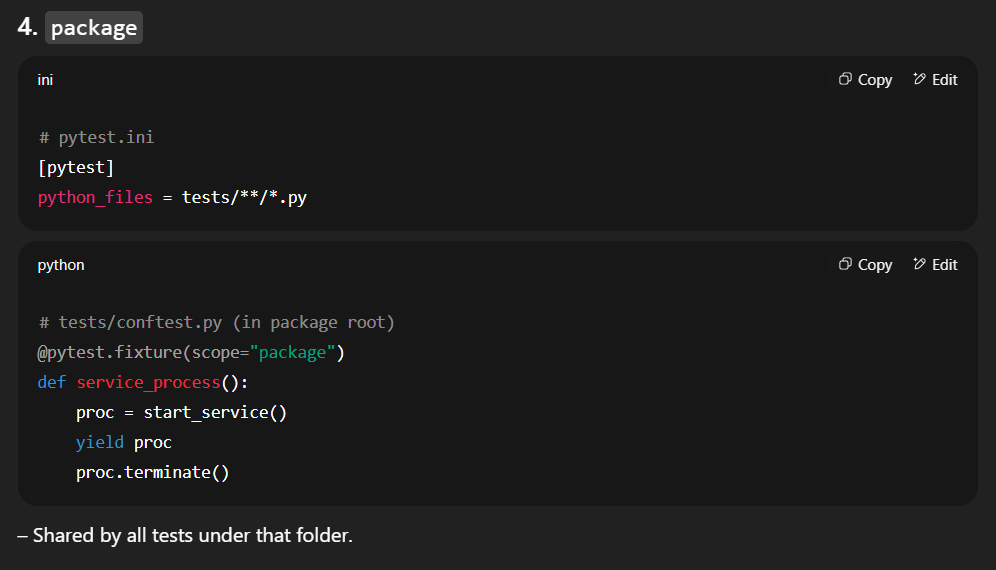 4. package
ini
Copy Edit
# pytest.ini
[pytest]
python_files = tests/**/*.py
python
Copy Edit
# tests/conftest.py (in package root)
@pytest.fixture(scope="package")
def service_process():
    proc = start_service()
    yield proc
    proc.terminate()
– Shared by all tests under that folder.